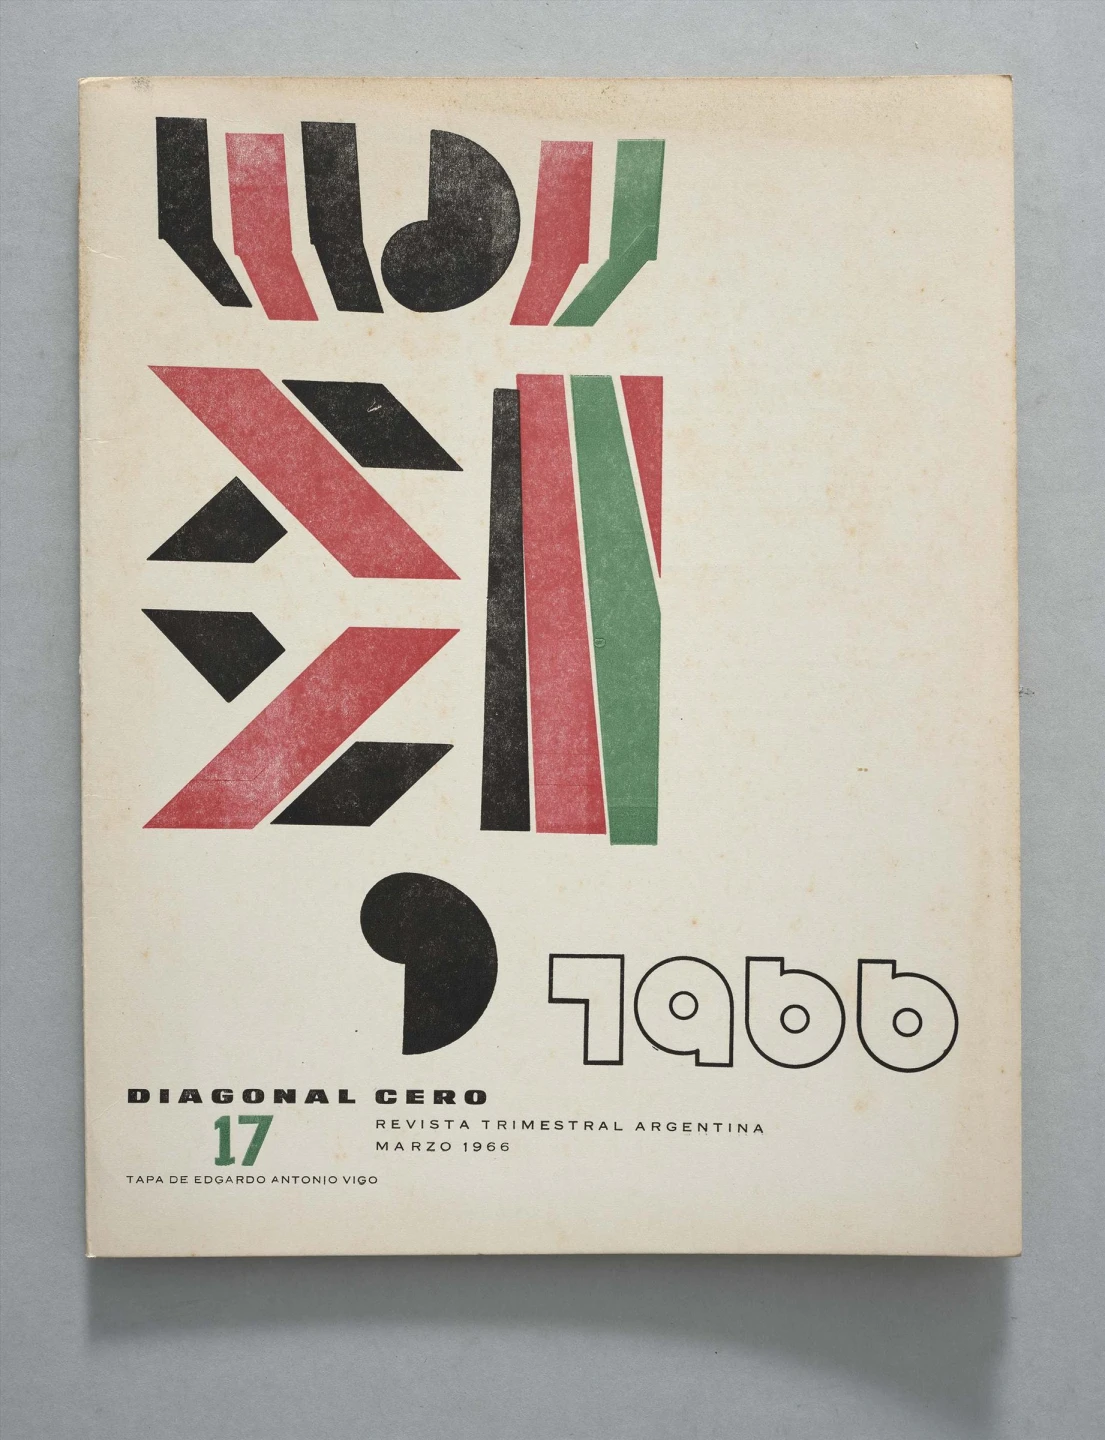 1966
DIAGONAL CERO
17
REVISTA TRIMESTRAL ARGENTINA
MARZO 1966
TAPA DE EDGARDO ANTONIO VIGO